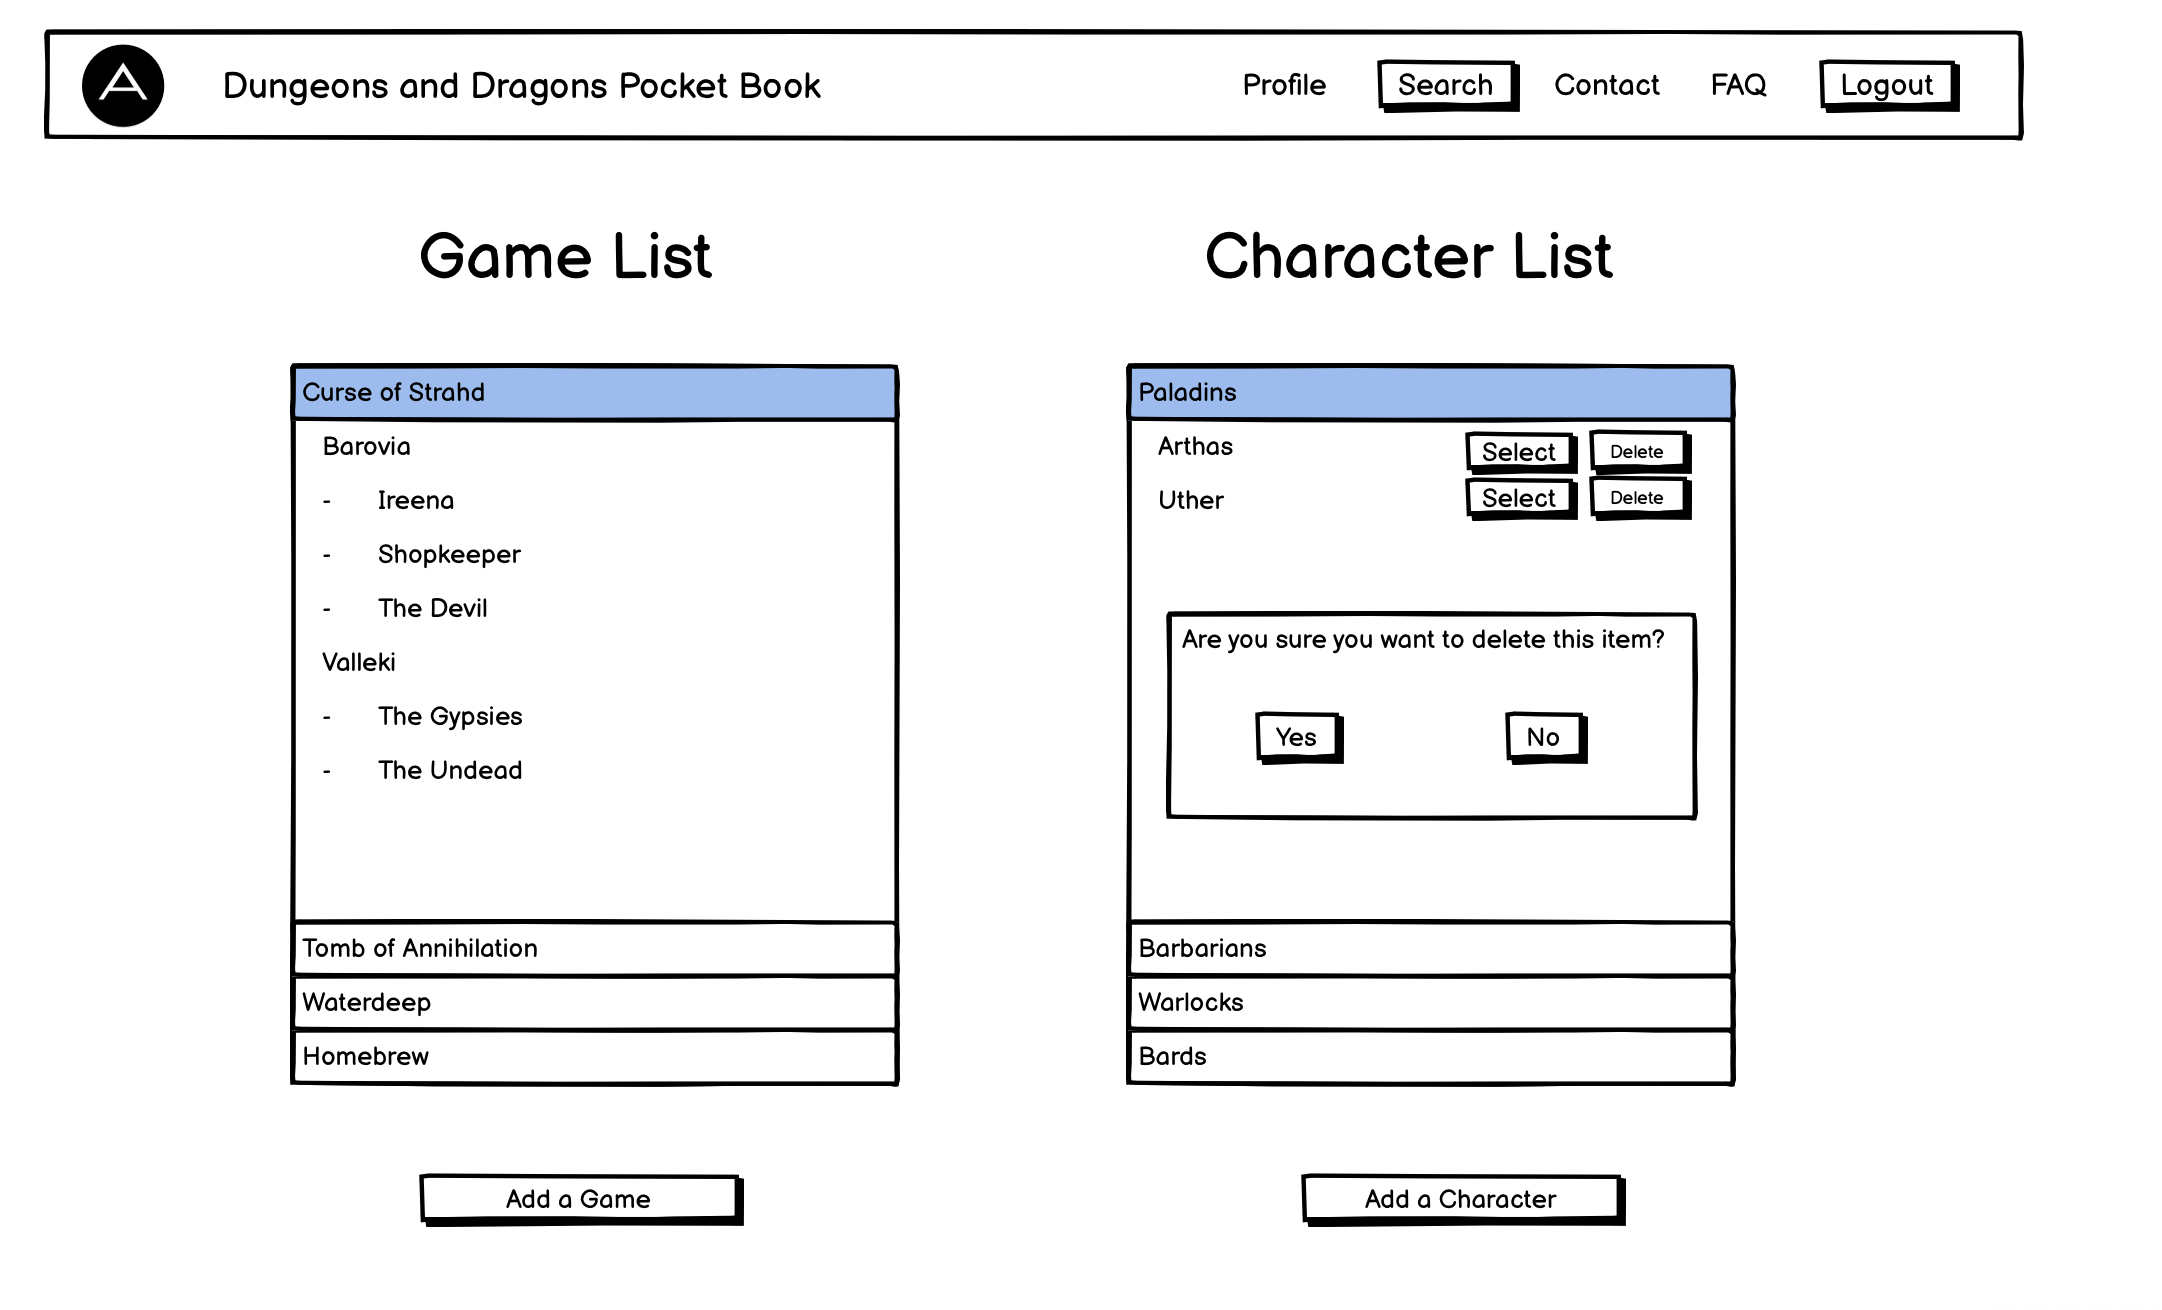 A
Dungeons and Dragons Pocket Book
Profile
Search
Contact
FAQ
Logout
Game List
Curse of Strahd
Barovia
- Ireena
- Shopkeeper
- The Devil
Valleki
- The Gypsies
- The Undead
Tomb of Annihilation
Waterdeep
Homebrew
Add a Game
Character List
Paladins
Arthas Select Delete
Uther Select Delete
Are you sure you want to delete this item?
Yes
No
Barbarians
Warlocks
Bards
Add a Character